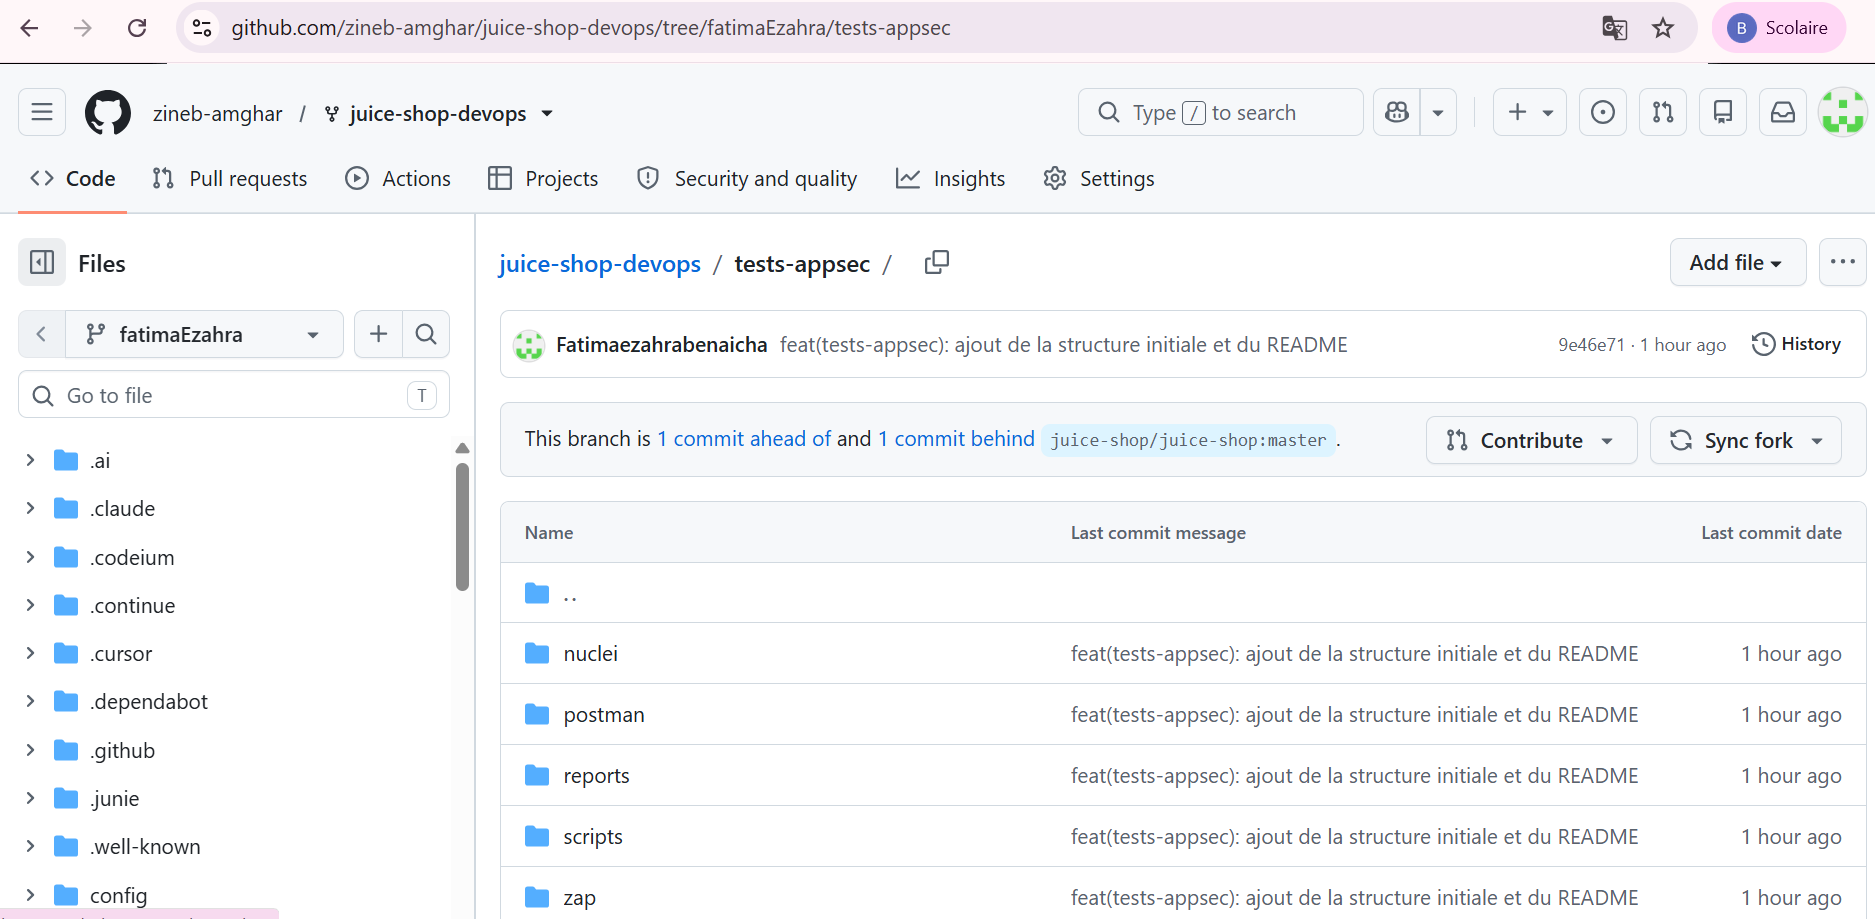 github.com/zineb-amghar/juice-shop-devops/tree/fatimaEzahra/tests-appsec
B Scolaire
zineb-amghar / juice-shop-devops
Type / to search
Code Pull requests Actions Projects Security and quality Insights Settings
Files
juice-shop-devops / tests-appsec /
Add file
fatimaEzahra
Fatimaezahrabenaicha feat(tests-appsec): ajout de la structure initiale et du README 9e46e71 · 1 hour ago History
Go to file T
This branch is 1 commit ahead of and 1 commit behind juice-shop/juice-shop:master .
Contribute Sync fork
.ai
.claude
.codeium
.continue
.cursor
.dependabot
.github
.junie
.well-known
config
Name Last commit message Last commit date
..
nuclei feat(tests-appsec): ajout de la structure initiale et du README 1 hour ago
postman feat(tests-appsec): ajout de la structure initiale et du README 1 hour ago
reports feat(tests-appsec): ajout de la structure initiale et du README 1 hour ago
scripts feat(tests-appsec): ajout de la structure initiale et du README 1 hour ago
zap feat(tests-appsec): ajout de la structure initiale et du README 1 hour ago